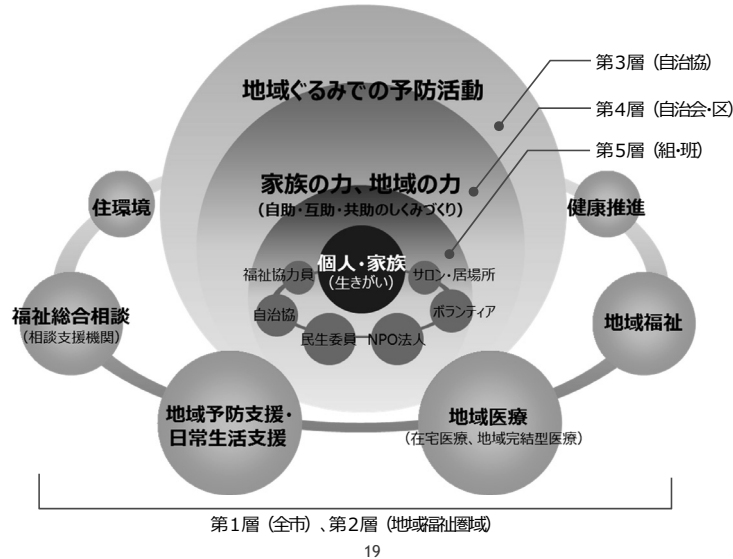 第3層（自治協）
地域ぐるみでの予防活動
第4層（自治会・区）
第5層（組・班）
家族の力、地域の力
（自助・互助・共助のしくみづくり）
住環境
健康推進
個人・家族
（生きがい）
福祉協力員
サロン・居場所
自治協
ボランティア
民生委員
NPO法人
福祉総合相談
（相談支援機関）
地域福祉
地域予防支援・
日常生活支援
地域医療
（在宅医療、地域完結型医療）
第1層（全市）、第2層（地域福祉圏域）
19